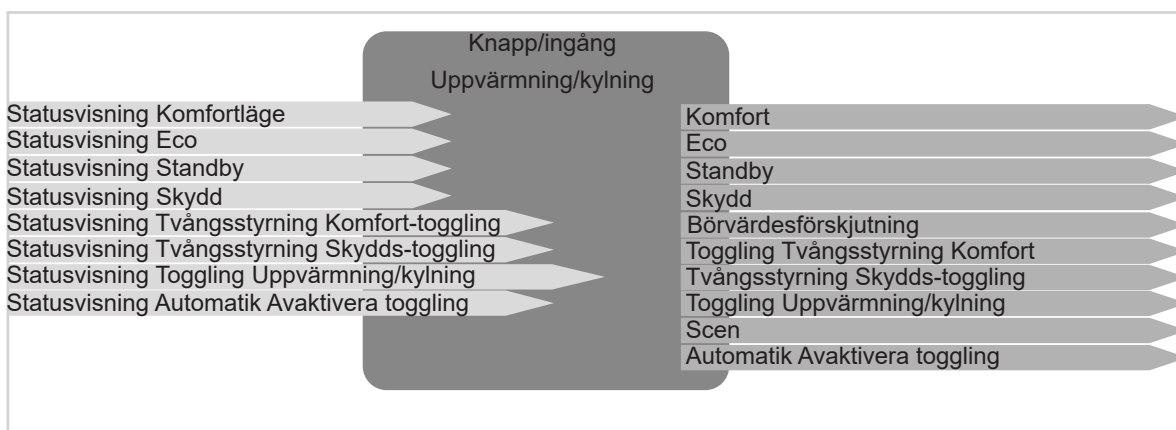 Knapp/ingång
Uppvärmning/kylning
Statusvisning Komfortläge
Statusvisning Eco
Statusvisning Standby
Statusvisning Skydd
Statusvisning Tvångsstyrning Komfort-toggling
Statusvisning Tvångsstyrning Skydds-toggling
Statusvisning Toggling Uppvärmning/kylning
Statusvisning Automatik Avaktivera toggling
Komfort
Eco
Standby
Skydd
Börvärdesförskjutning
Toggling Tvångsstyrning Komfort
Tvångsstyrning Skydds-toggling
Toggling Uppvärmning/kylning
Scen
Automatik Avaktivera toggling